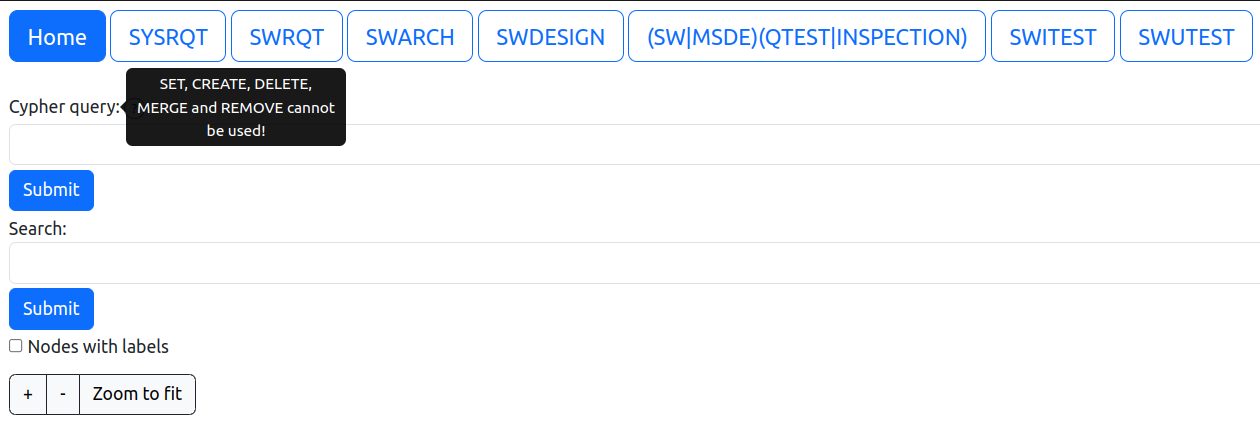 Home SYSRQT SWRQT SWARCH SWDESIGN (SW|MSDE)(QTEST|INSPECTION) SWITEST SWUTEST
Cypher query:
SET, CREATE, DELETE,
MERGE and REMOVE cannot
be used!
Submit
Search:
Submit
Nodes with labels
+ - Zoom to fit